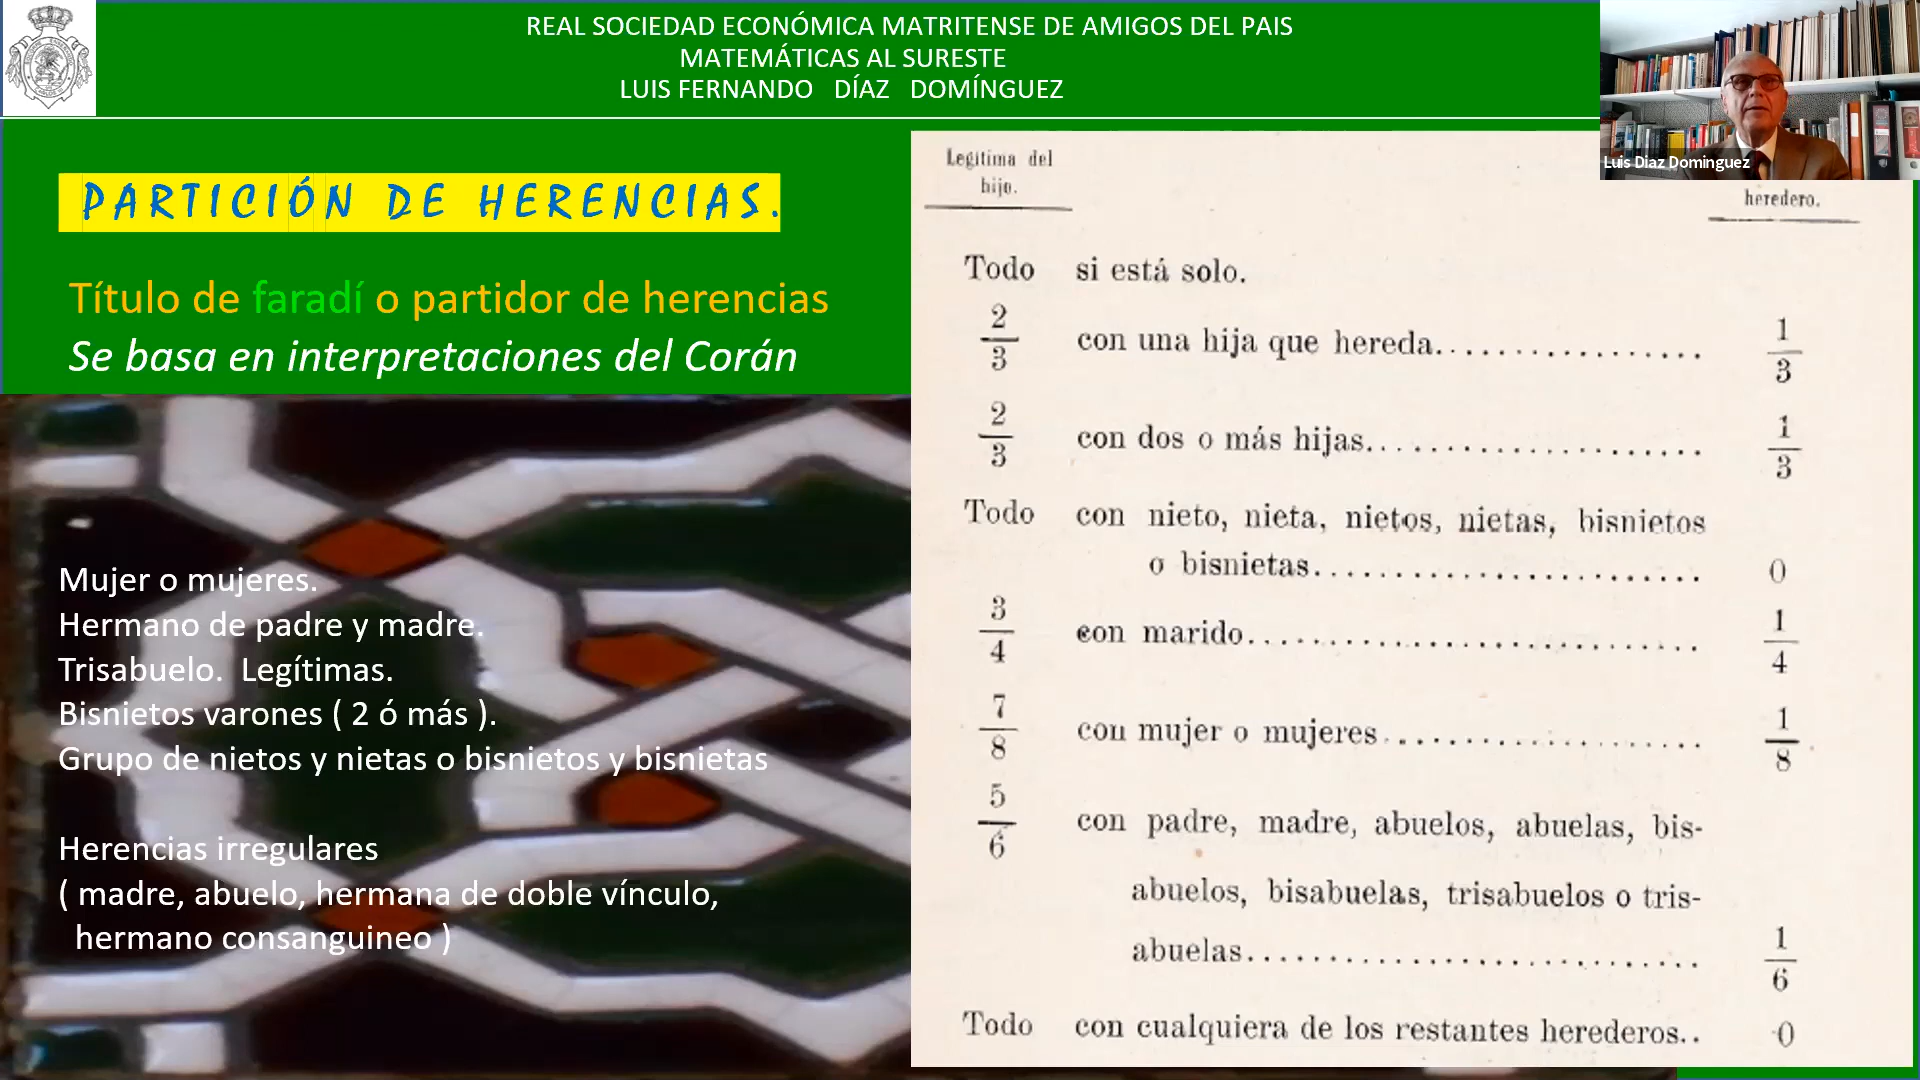 REAL SOCIEDAD ECONÓMICA MATRITENSE DE AMIGOS DEL PAIS
MATEMÁTICAS AL SURESTE
LUIS FERNANDO DÍAZ DOMÍNGUEZ
Luis Diaz Dominguez
PARTICIÓN DE HERENCIAS.
Título de faradí o partidor de herencias
Se basa en interpretaciones del Corán
Mujer o mujeres.
Hermano de padre y madre.
Trisabuelo. Legítimas.
Bisnietos varones ( 2 ó más ).
Grupo de nietos y nietas o bisnietos y bisnietas
Herencias irregulares
( madre, abuelo, hermana de doble vínculo,
hermano consanguineo )
Legítima del
hijo.
heredero.
Todo si está solo.
2/3 con una hija que hereda................. 1/3
2/3 con dos o más hijas.................... 1/3
Todo con nieto, nieta, nietos, nietas, bisnietos
o bisnietas........................ 0
3/4 con marido........................... 1/4
7/8 con mujer o mujeres................... 1/8
5/6 con padre, madre, abuelos, abuelas, bis-
abuelos, bisabuelas, trisabuelos o tris-
abuelas............................ 1/6
Todo con cualquiera de los restantes herederos.. 0